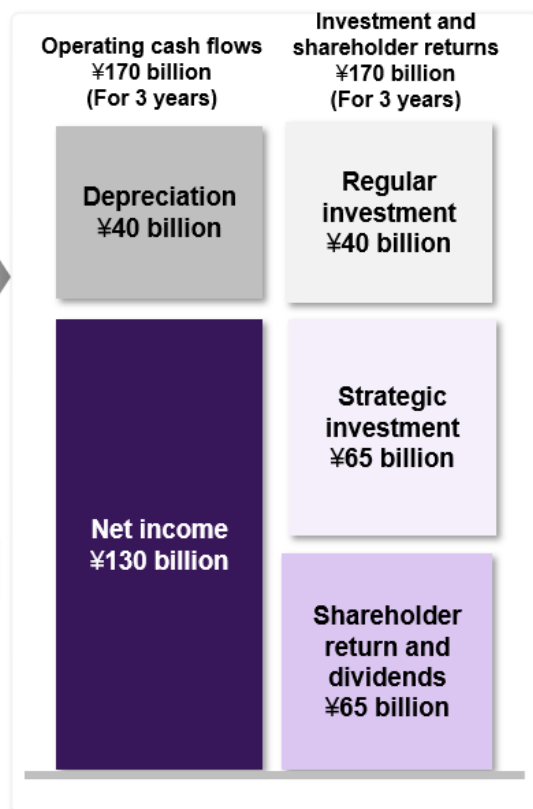 Operating cash flows
¥170 billion
(For 3 years)
Investment and
shareholder returns
¥170 billion
(For 3 years)
Depreciation
¥40 billion
Regular
investment
¥40 billion
Net income
¥130 billion
Strategic
investment
¥65 billion
Shareholder
return and
dividends
¥65 billion